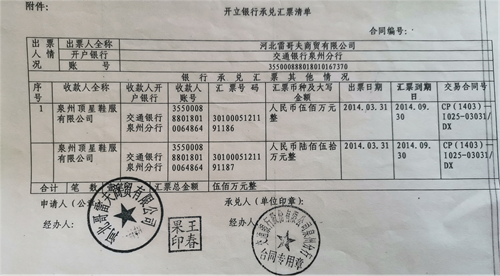 附件：
开立银行承兑汇票清单
合同编号：
出票人情况
出票人全称 河北雷哥夫商贸有限公司
开户银行 交通银行泉州分行
账号 355000888018010167370
银行承兑汇票其他情况
序号 收款人全称 收款人开户银行 收款人账号 汇票号码 汇票币种及大写金额 出票日期 汇票到期日 交易合同号
1 泉州顶星鞋服有限公司 交通银行泉州分行 355000888018010064864 3010005121191186 人民币伍佰万元整 2014.03.31 2014.09.30 CP(1403)-I025-03031/DX
泉州顶星鞋服有限公司 交通银行泉州分行 355000888018010064864 3010005121191186 人民币陆佰伍拾万元整 2014.03.31 2014.09.30 CP(1403)-I025-03031/DX
合计 笔数 汇票总金额 伍佰万元整
申请人（公章）
承兑人（单位印章）：
经办人：
经办人：
王春果印
合同专用章